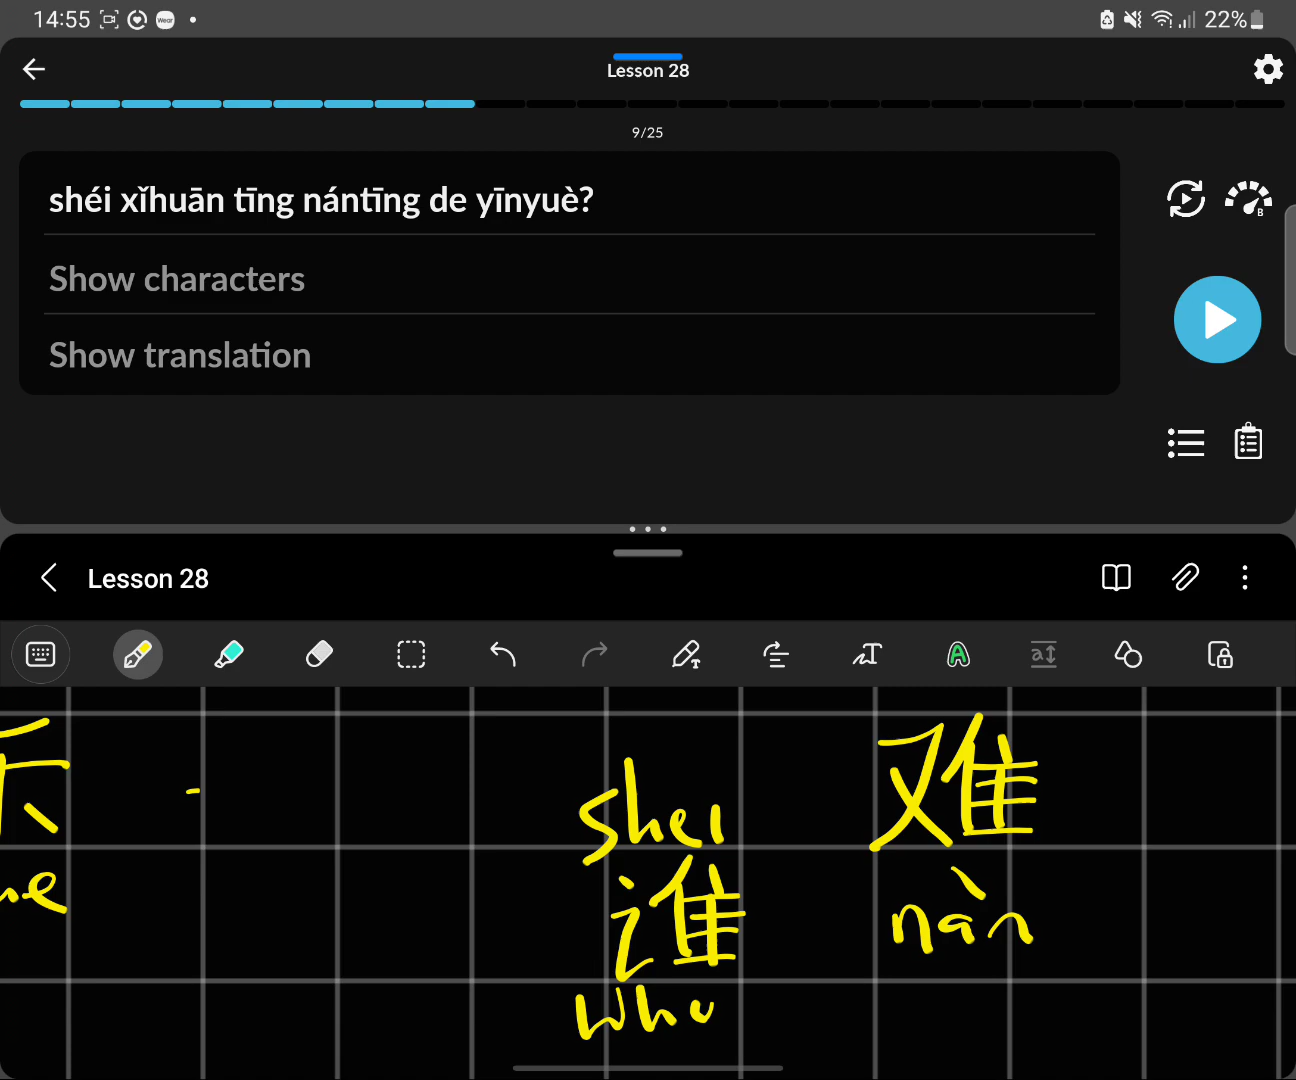 14:55 Wear 22%
Lesson 28
9/25
shéi xǐhuān tīng nántīng de yīnyuè?
B
Show characters
Show translation
Lesson 28
T T A a
shei 难
谁 nàn
who